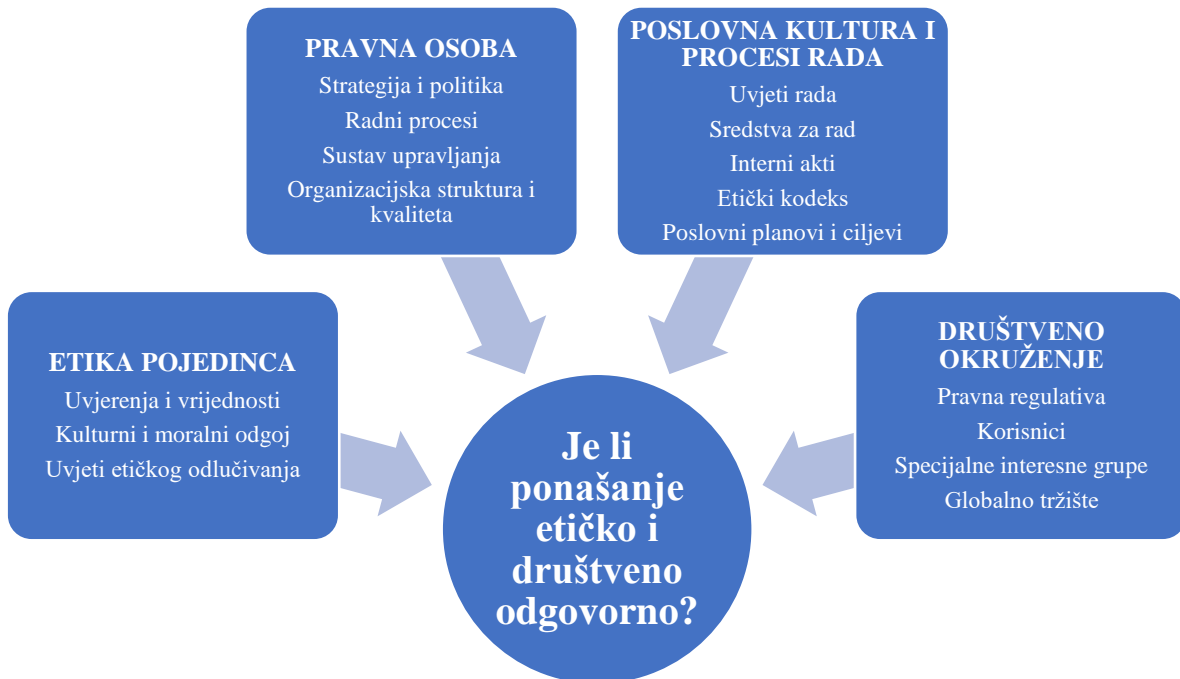 PRAVNA OSOBA
Strategija i politika
Radni procesi
Sustav upravljanja
Organizacijska struktura i
kvaliteta
POSLOVNA KULTURA I
PROCESI RADA
Uvjeti rada
Sredstva za rad
Interni akti
Etički kodeks
Poslovni planovi i ciljevi
ETIKA POJEDINCA
Uvjerenja i vrijednosti
Kulturni i moralni odgoj
Uvjeti etičkog odlučivanja
DRUŠTVENO
OKRUŽENJE
Pravna regulativa
Korisnici
Specijalne interesne grupe
Globalno tržište
Je li
ponašanje
etičko i
društveno
odgovorno?